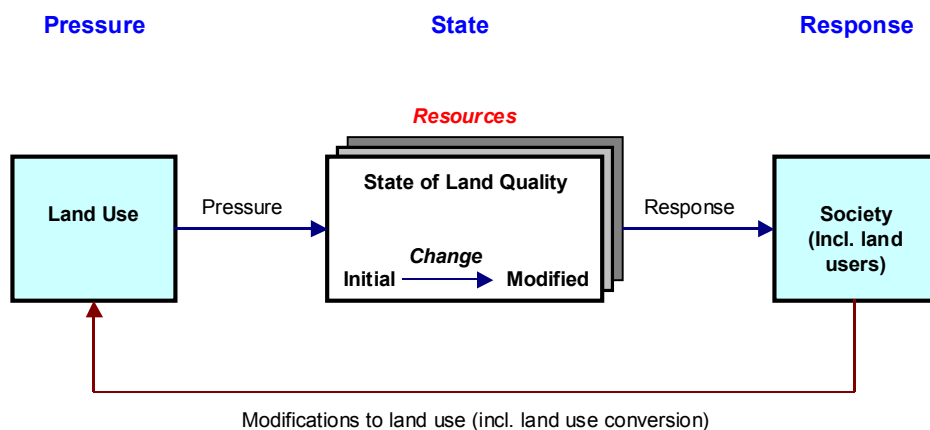 Pressure
State
Response
Resources
State of Land Quality
Land Use
Pressure
Response
Society
(Incl. land
users)
Change
Initial
Modified
Modifications to land use (incl. land use conversion)